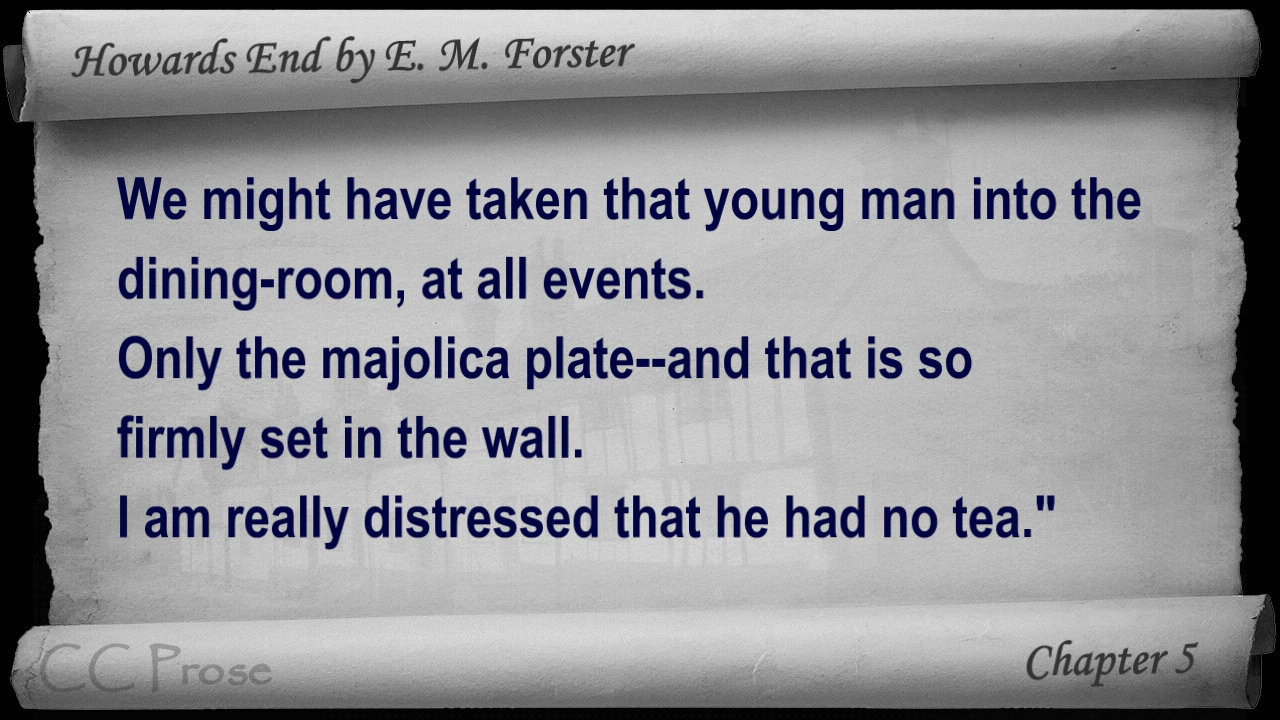 Howards End by E. M. Forster
We might have taken that young man into the
dining-room, at all events.
Only the majolica plate--and that is so
firmly set in the wall.
I am really distressed that he had no tea."
CC Prose
Chapter 5